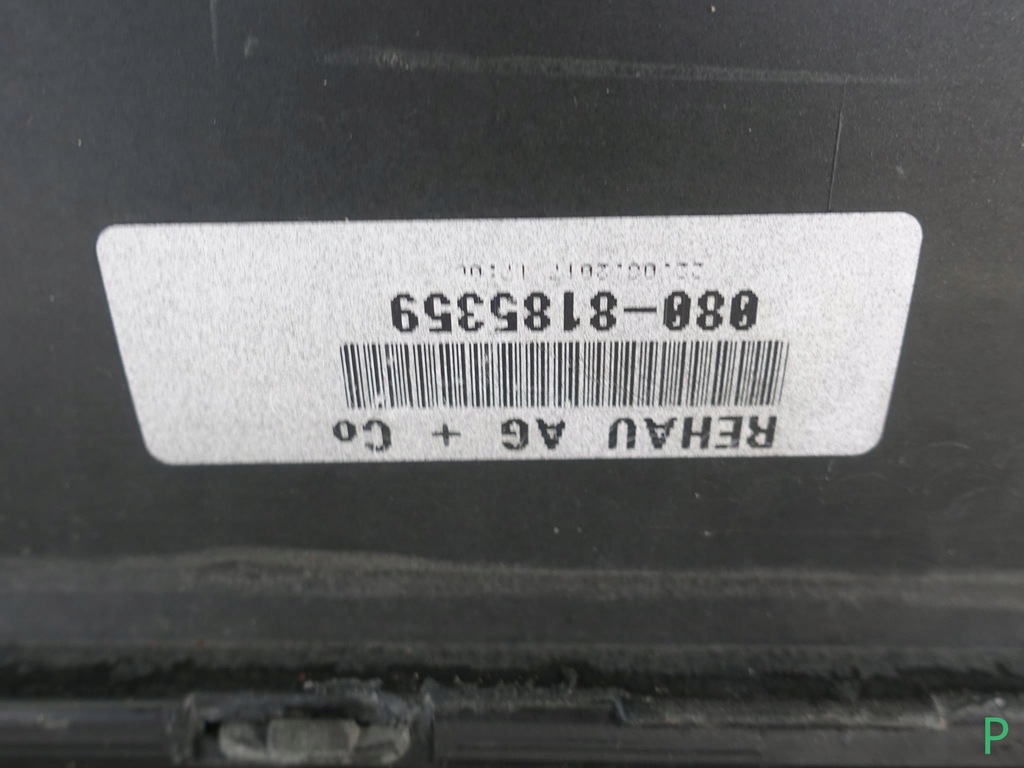 REHAU AG + Co
080-8185359
P